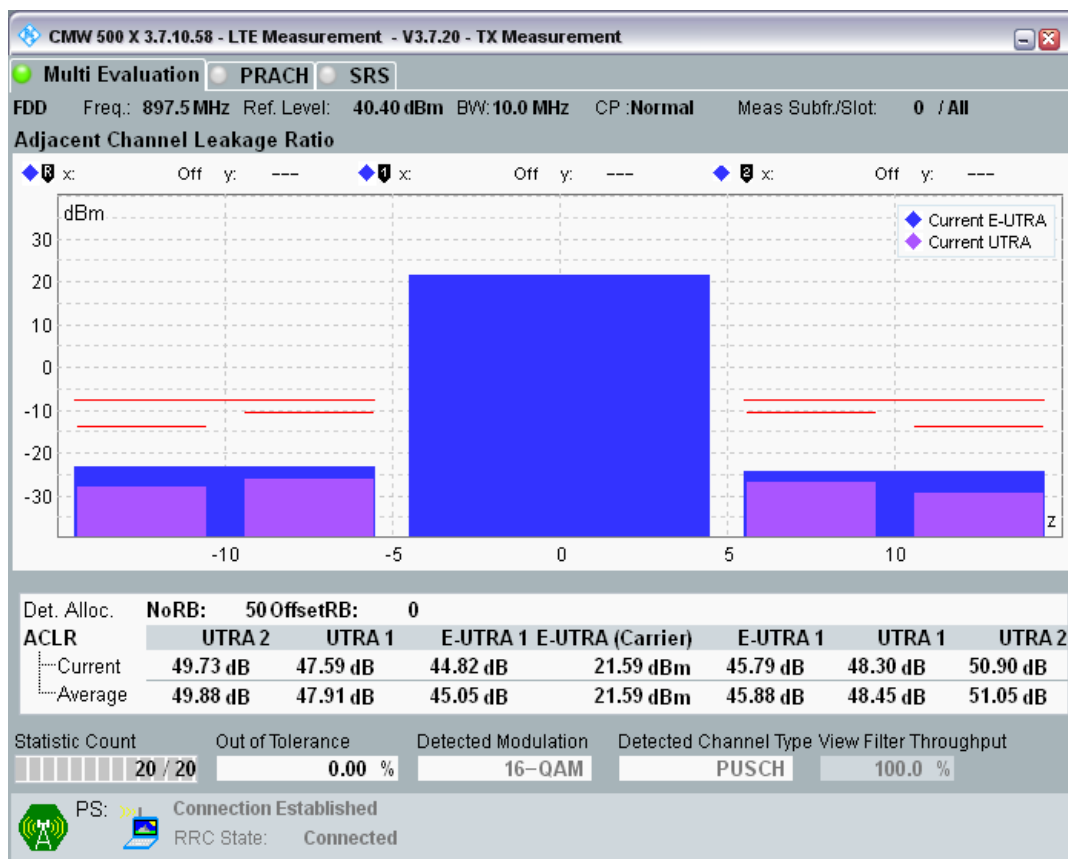 CMW 500 X 3.7.10.58 - LTE Measurement - V3.7.20 - TX Measurement
Multi Evaluation PRACH SRS
FDD Freq.: 897.5 MHz Ref. Level: 40.40 dBm BW: 10.0 MHz CP :Normal Meas Subfr./Slot: 0 / All
Adjacent Channel Leakage Ratio
R x: Off y: --- 1 x: Off y: --- 2 x: Off y: ---
dBm
Current E-UTRA
Current UTRA
30
20
10
0
-10
-20
-30
z
-10 -5 0 5 10
Det. Alloc. NoRB: 50 OffsetRB: 0
ACLR UTRA 2 UTRA 1 E-UTRA 1 E-UTRA (Carrier) E-UTRA 1 UTRA 1 UTRA 2
Current 49.73 dB 47.59 dB 44.82 dB 21.59 dBm 45.79 dB 48.30 dB 50.90 dB
Average 49.88 dB 47.91 dB 45.05 dB 21.59 dBm 45.88 dB 48.45 dB 51.05 dB
Statistic Count Out of Tolerance Detected Modulation Detected Channel Type View Filter Throughput
20 / 20 0.00 % 16-QAM PUSCH 100.0 %
PS: Connection Established
RRC State: Connected